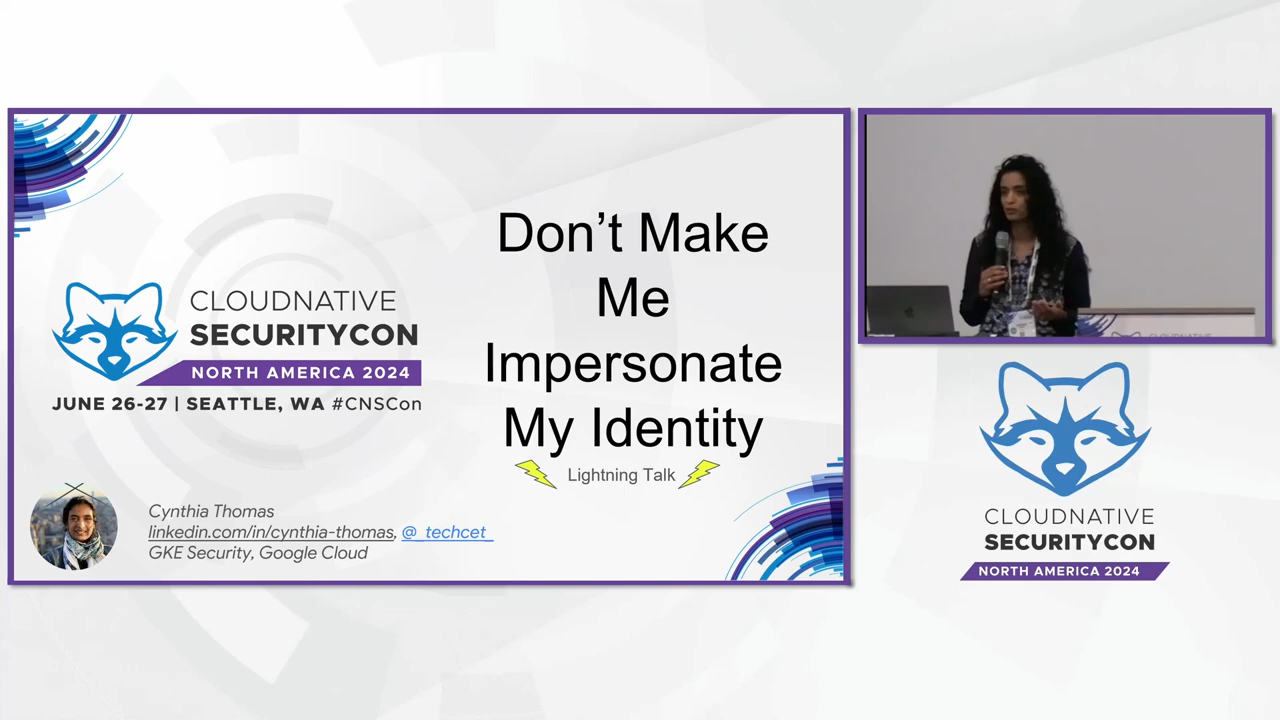 CLOUDNATIVE
SECURITYCON
NORTH AMERICA 2024
JUNE 26-27 | SEATTLE, WA #CNSCon
Don’t Make
Me
Impersonate
My Identity
Lightning Talk
Cynthia Thomas
linkedin.com/in/cynthia-thomas, @_techcet_
GKE Security, Google Cloud
CLOUDNATIVE
SECURITYCON
NORTH AMERICA 2024